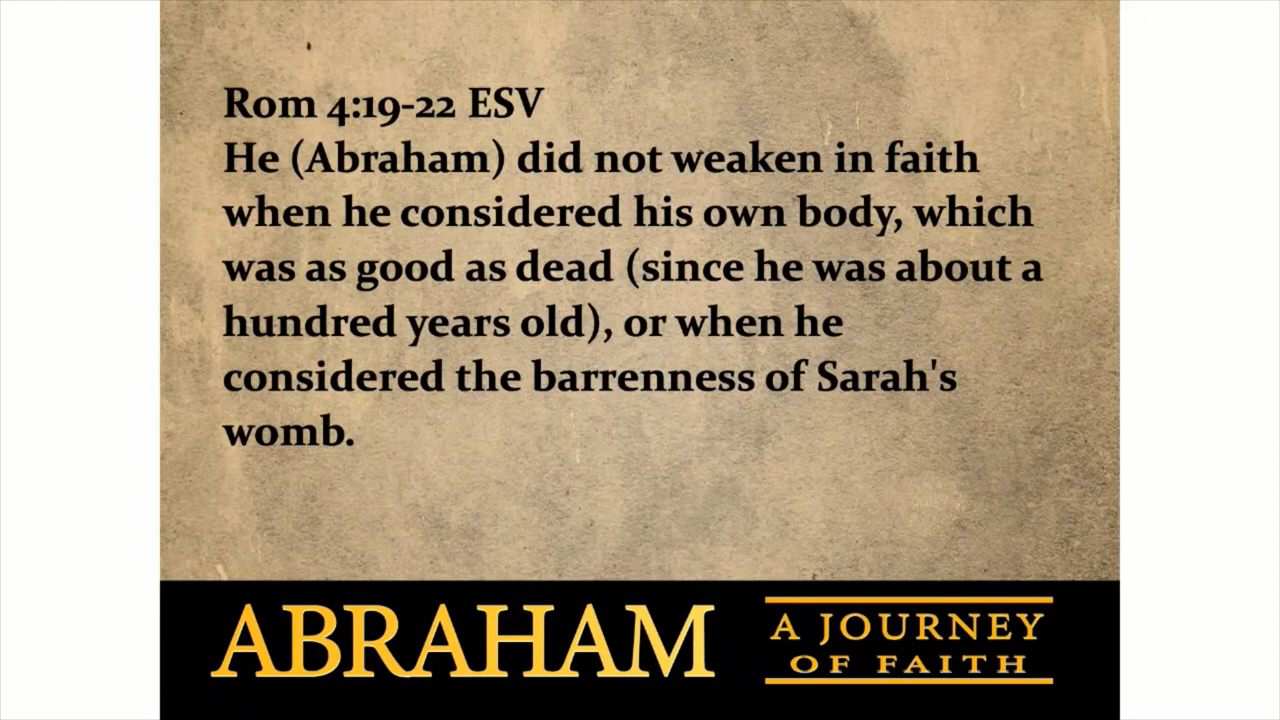 Rom 4:19-22 ESV
He (Abraham) did not weaken in faith
when he considered his own body, which
was as good as dead (since he was about a
hundred years old), or when he
considered the barrenness of Sarah's
womb.
ABRAHAM
A JOURNEY
OF FAITH